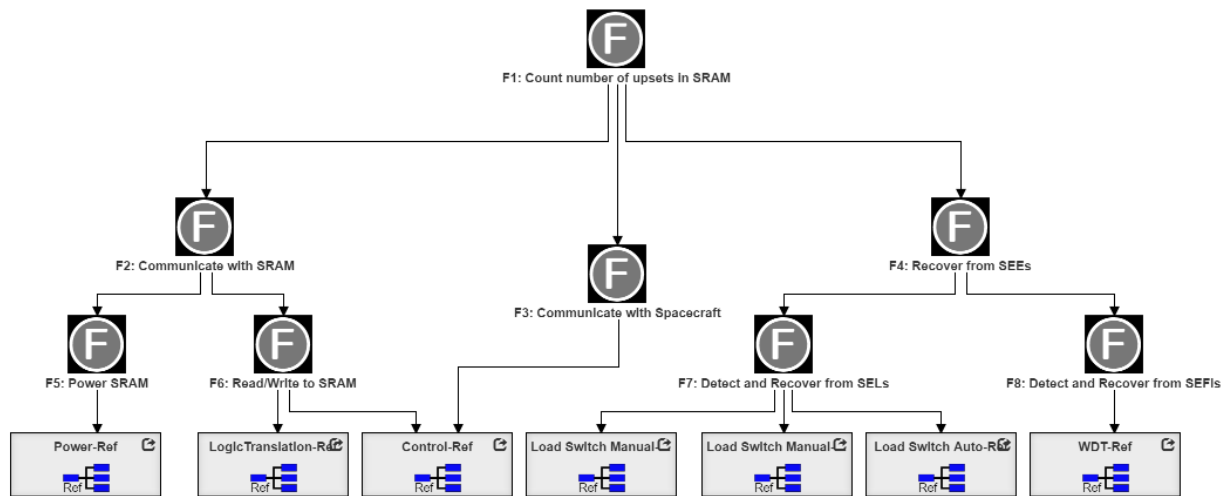 F
F1: Count number of upsets in SRAM
F
F2: Communicate with SRAM
F
F3: Communicate with Spacecraft
F
F4: Recover from SEEs
F
F5: Power SRAM
F
F6: Read/Write to SRAM
F
F7: Detect and Recover from SELs
F
F8: Detect and Recover from SEFIs
Power-Ref
Ref
LogicTranslation-Ref
Ref
Control-Ref
Ref
Load Switch Manual-
Ref
Load Switch Manual-
Ref
Load Switch Auto-Ref
Ref
WDT-Ref
Ref